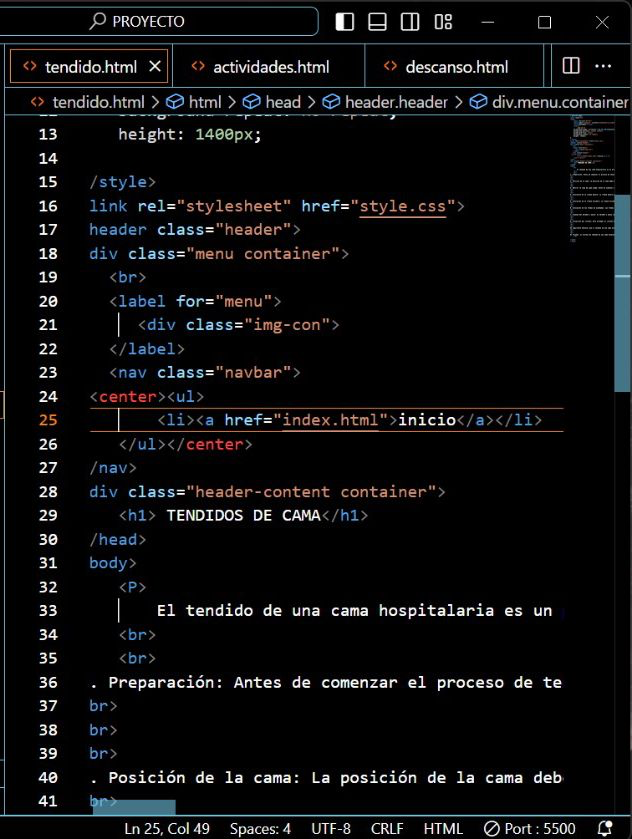 PROYECTO
tendido.html actividades.html descanso.html
tendido.html > html > head > header.header > div.menu.container
13 height: 1400px;
14
15 /style>
16 link rel="stylesheet" href="style.css">
17 header class="header">
18 div class="menu container">
19 <br>
20 <label for="menu">
21 <div class="img-con">
22 </label>
23 <nav class="navbar">
24 <center><ul>
25 <li><a href="index.html">inicio</a></li>
26 </ul></center>
27 /nav>
28 div class="header-content container">
29 <h1> TENDIDOS DE CAMA</h1>
30 /head>
31 body>
32 <P>
33 El tendido de una cama hospitalaria es un
34 <br>
35 <br>
36 . Preparación: Antes de comenzar el proceso de te
37 br>
38 br>
39 br>
40 . Posición de la cama: La posición de la cama deb
41 br>
Ln 25, Col 49 Spaces: 4 UTF-8 CRLF HTML Port : 5500